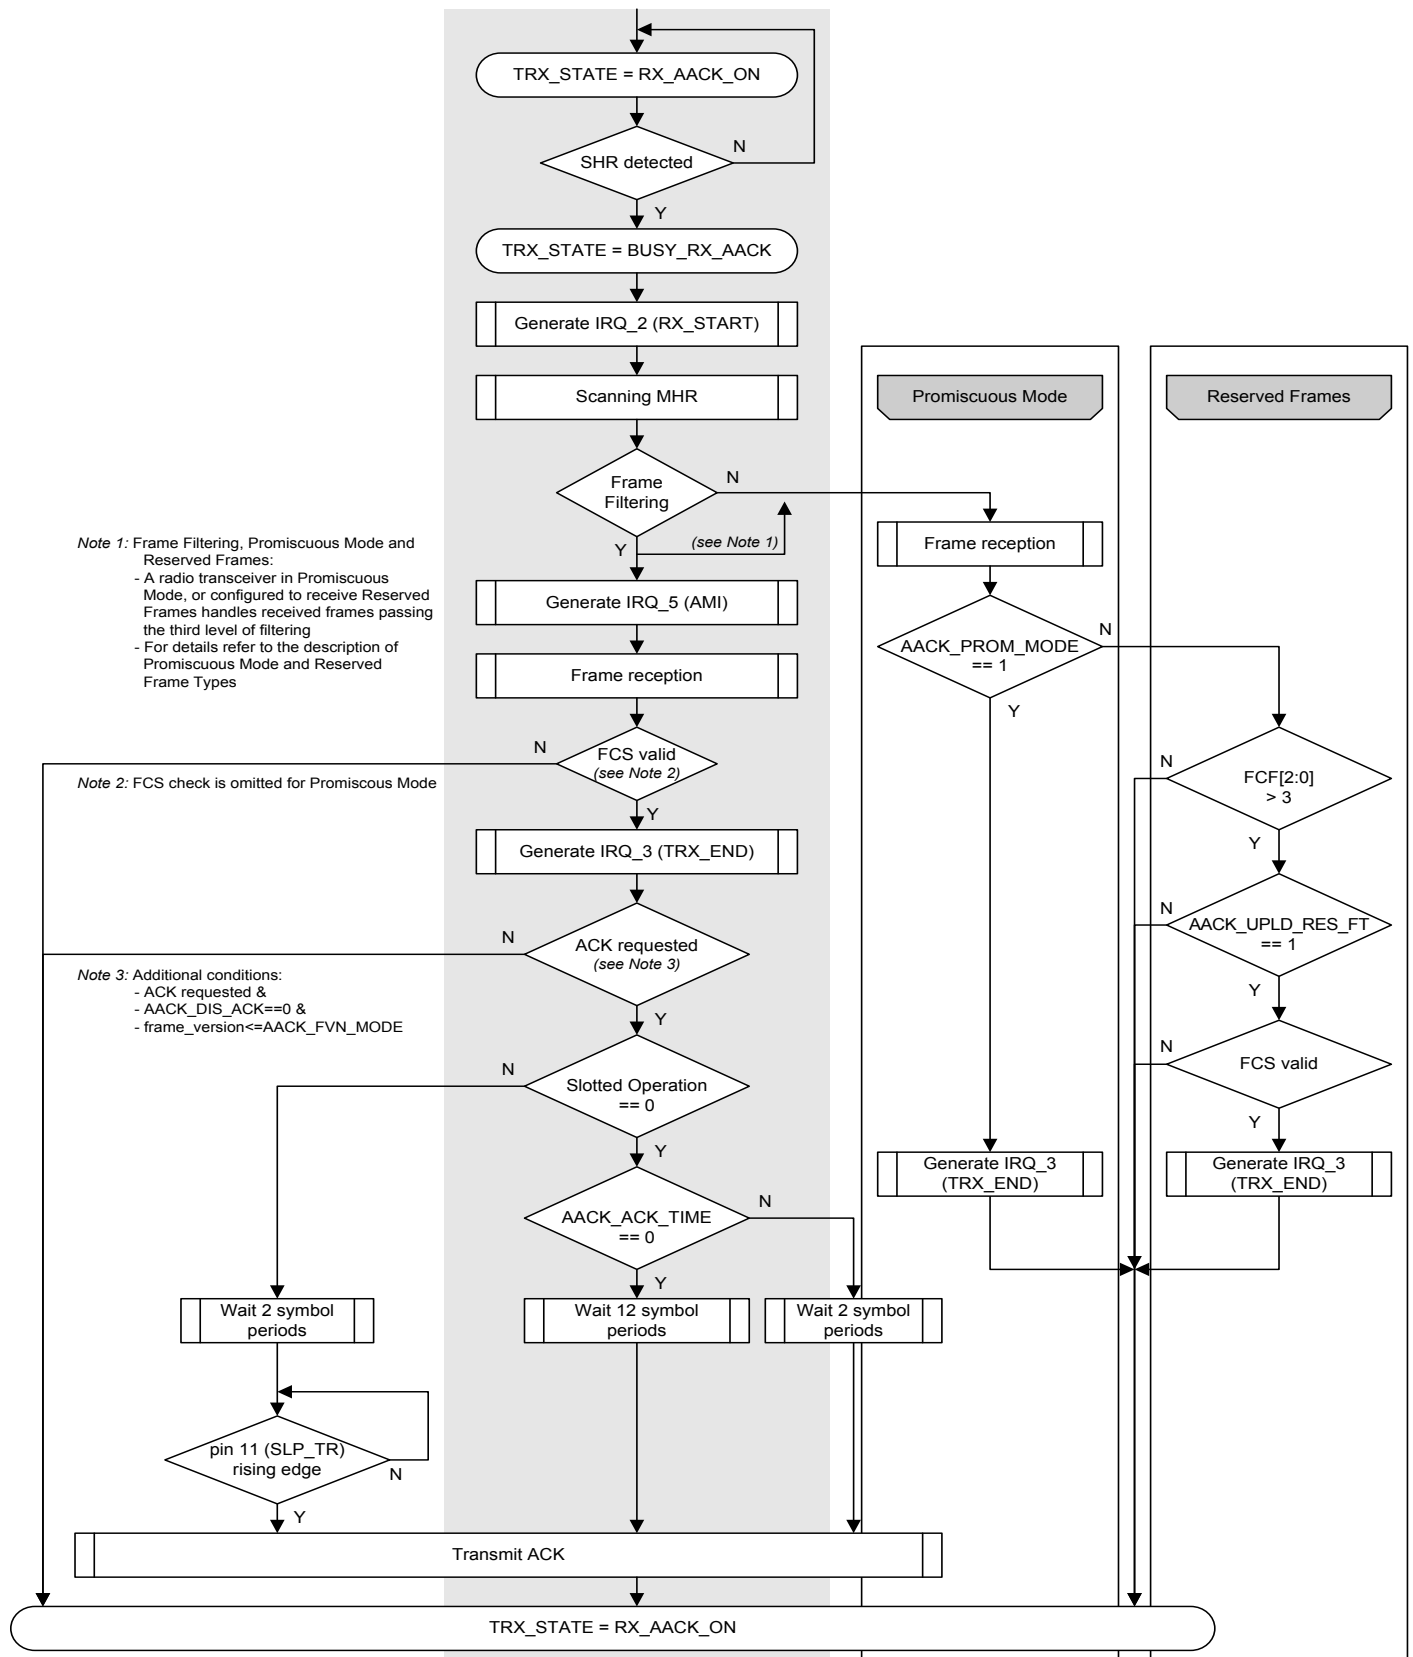 TRX_STATE = RX_AACK_ON
SHR detected
N
Y
TRX_STATE = BUSY_RX_AACK
Generate IRQ_2 (RX_START)
Scanning MHR
Promiscuous Mode
Reserved Frames
Frame
Filtering
N
Y
(see Note 1)
Note 1: Frame Filtering, Promiscuous Mode and
Reserved Frames:
- A radio transceiver in Promiscuous
Mode, or configured to receive Reserved
Frames handles received frames passing
the third level of filtering
- For details refer to the description of
Promiscuous Mode and Reserved
Frame Types
Frame reception
Generate IRQ_5 (AMI)
AACK_PROM_MODE
== 1
N
Y
Frame reception
FCS valid
(see Note 2)
N
Y
Note 2: FCS check is omitted for Promiscous Mode
FCF[2:0]
> 3
N
Y
Generate IRQ_3 (TRX_END)
ACK requested
(see Note 3)
N
Y
AACK_UPLD_RES_FT
== 1
N
Y
Note 3: Additional conditions:
- ACK requested &
- AACK_DIS_ACK==0 &
- frame_version<=AACK_FVN_MODE
Slotted Operation
== 0
N
Y
FCS valid
N
Y
Generate IRQ_3
(TRX_END)
Generate IRQ_3
(TRX_END)
AACK_ACK_TIME
== 0
N
Y
Wait 2 symbol
periods
Wait 12 symbol
periods
Wait 2 symbol
periods
pin 11 (SLP_TR)
rising edge
N
Y
Transmit ACK
TRX_STATE = RX_AACK_ON